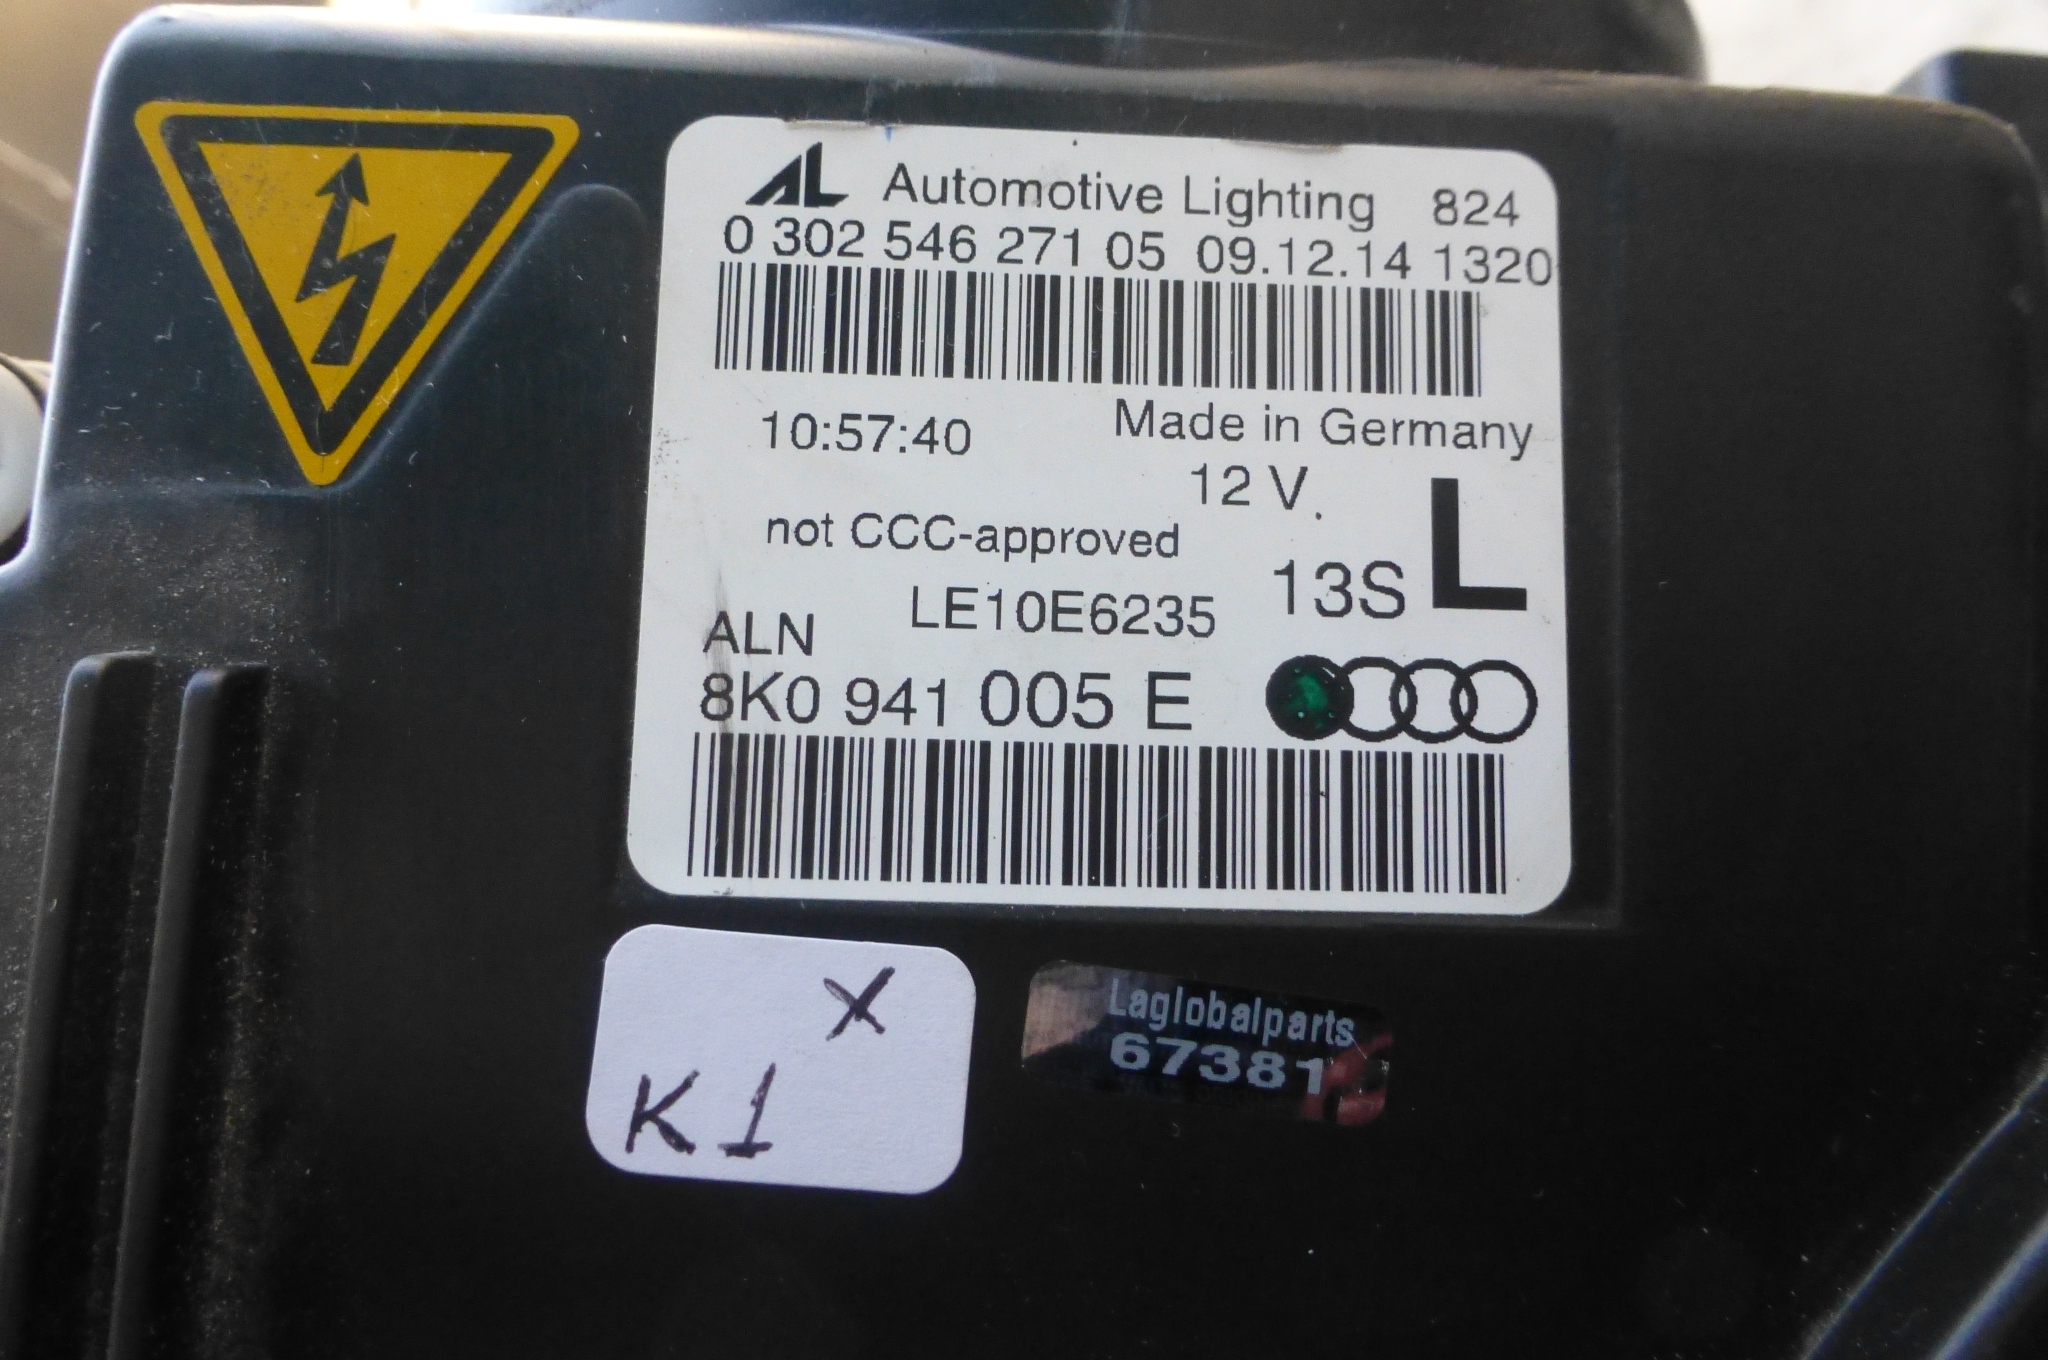 AL Automotive Lighting 824
0 302 546 271 05 09.12.14 1320
10:57:40 Made in Germany
12 V.
not CCC-approved
13S L
ALN LE10E6235
8K0 941 005 E
X
K1
Laglobalparts
67381